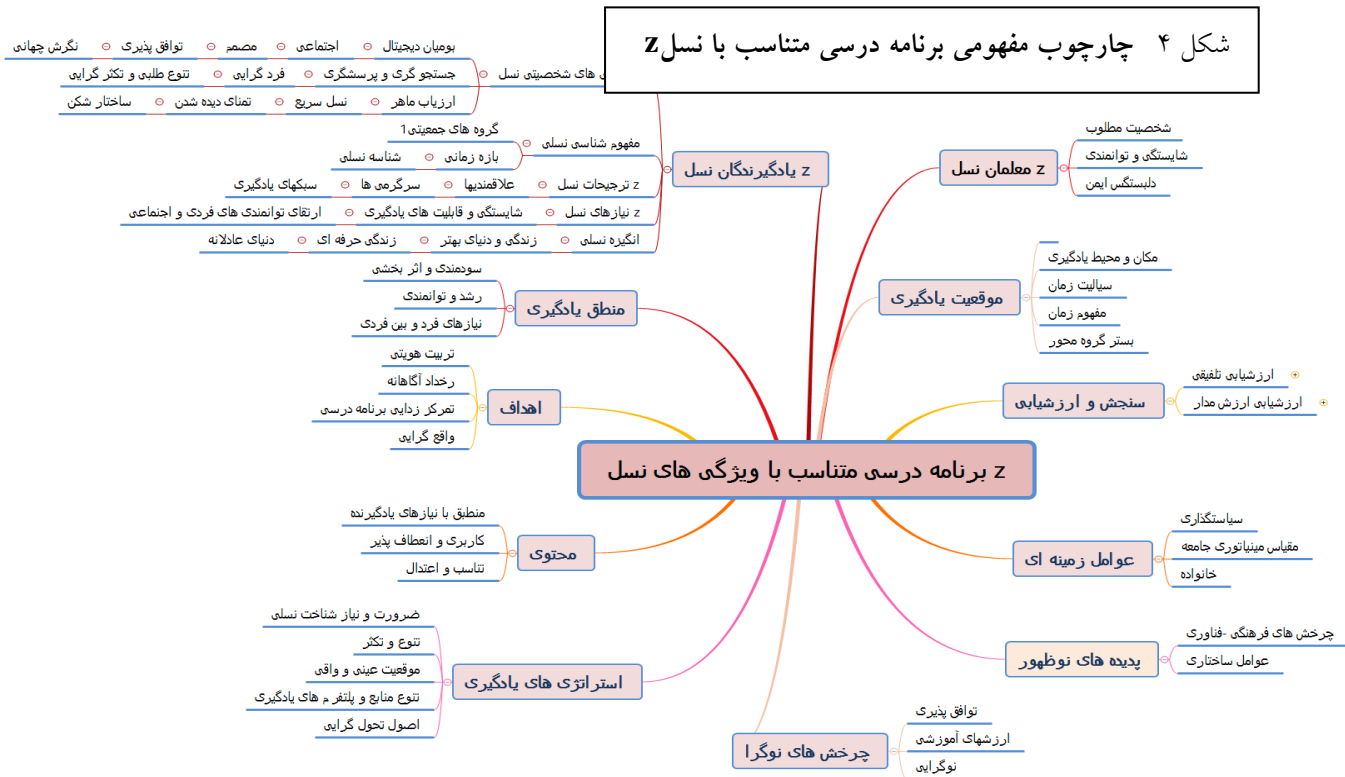 شکل ۴ چارچوب مفهومی برنامه درسی متناسب با نسلz
بومیان دیجیتال
اجتماعی
مصمم
توافق پذیری
نگرش چهانی
جستجو گری و پرسشگری
فرد گرایی
تنوع طلبی و تکثر گرایی
ارزیاب ماهر
نسل سریع
تمنای دیده شدن
ساختار شکن
ی های شخصیتی نسل
گروه های جمعیتی1
مفهوم شناسی نسلی
بازه زمانی
شناسه نسلی
z یادگیرندگان نسل
z ترجیحات نسل
علاقمندیها
سرگرمی ها
سبکهای یادگیری
z نیازهای نسل
شایستگی و قابلیت های یادگیری
ارتقای توانمندی های فردی و اجتماعی
انگیزه نسلی
زندگی و دنیای بهتر
زندگی حرفه ای
دنیای عادلانه
z معلمان نسل
شخصیت مطلوب
شایستگی و توانمندی
دلبستگس ایمن
موقعیت یادگیری
مکان و محیط یادگیری
سیالیت زمان
مفهوم زمان
بستر گروه محور
منطق یادگیری
سودمندی و اثر بخشی
رشد و توانمندی
نیازهای فرد و بین فردی
اهداف
تربیت هویتی
رخداد آگاهانه
تمرکز زدایی برنامه درسی
واقع گرایی
سنجش و ارزشیابی
ارزشیابی تلفیقی
ارزشیابی ارزش مدار
z برنامه درسی متناسب با ویژگی های نسل
محتوی
منطبق با نیازهای یادگیرنده
کاربری و انعطاف پذیر
تناسب و اعتدال
عوامل زمینه ای
سیاستگذاری
مقیاس مینیاتوری جامعه
خانواده
استراتژی های یادگیری
ضرورت و نیاز شناخت نسلی
تنوع و تکثر
موقعیت عینی و واقی
تنوع منابع و پلتفر م های یادگیری
اصول تحول گرایی
پدیده های نوظهور
چرخش های فرهنگی -فناوری
عوامل ساختاری
چرخش های نوگرا
توافق پذیری
ارزشهای آموزشی
نوگرایی